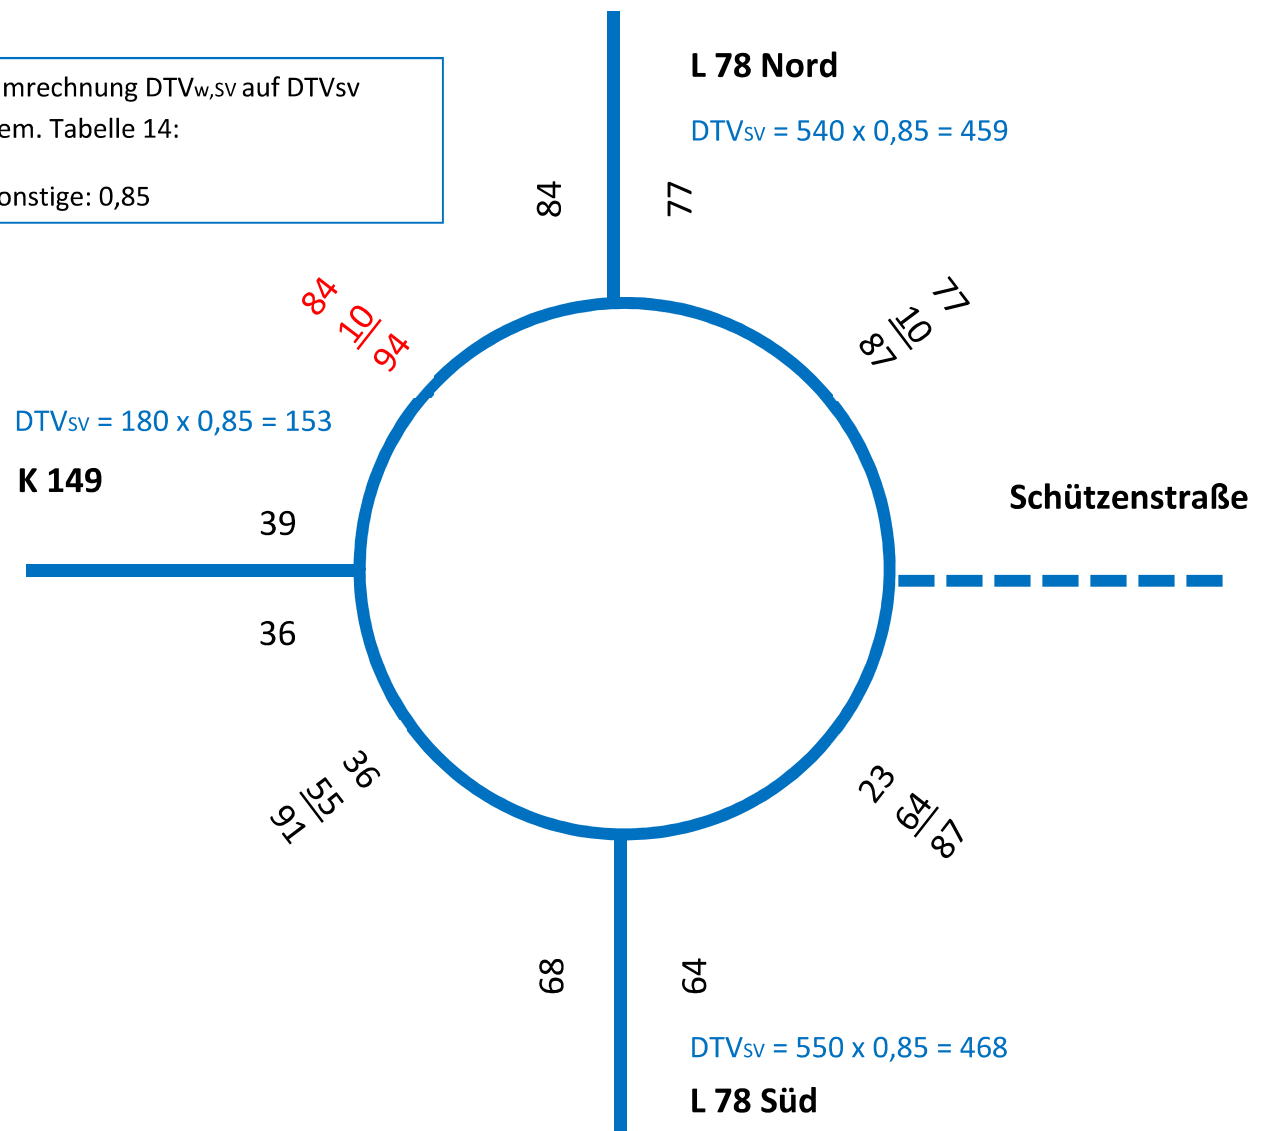 L 78 Nord
mrechnung DTVw,SV auf DTVsv
em. Tabelle 14:
onstige: 0,85
DTVSV = 540 x 0,85 = 459
84
77
84
10
94
77
10
87
DTVSV = 180 x 0,85 = 153
K 149
Schützenstraße
39
36
36
55
91
23
64
87
68
64
DTVSV = 550 x 0,85 = 468
L 78 Süd